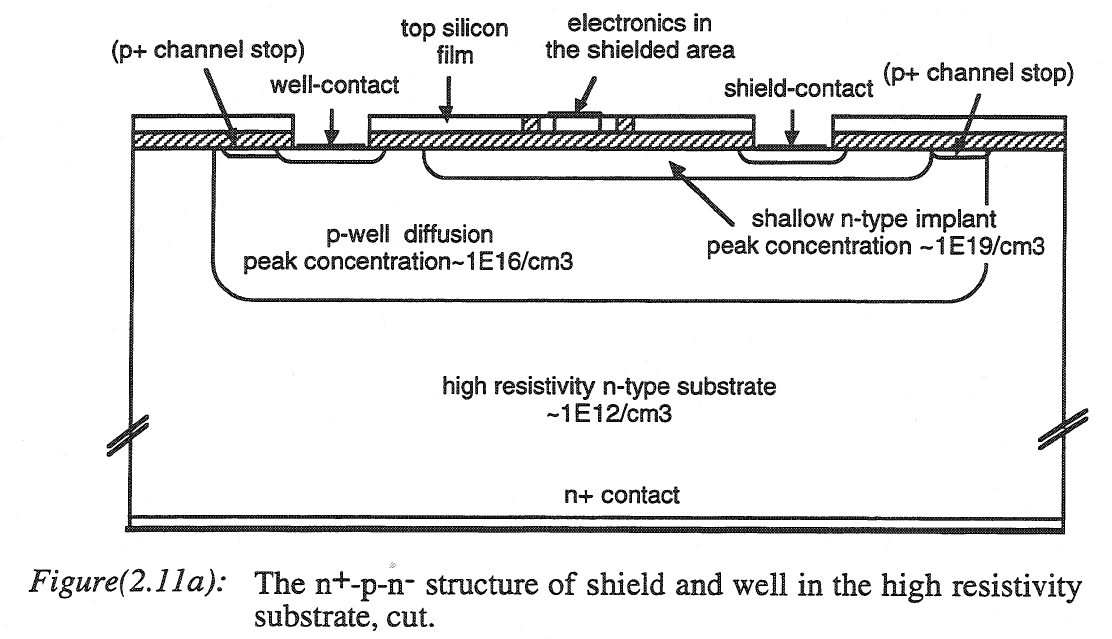 electronics in
the shielded area
top silicon
film
(p+ channel stop)
well-contact
shield-contact
(p+ channel stop)
shallow n-type implant
peak concentration ~1E19/cm3
p-well diffusion
peak concentration~1E16/cm3
high resistivity n-type substrate
~1E12/cm3
n+ contact
Figure(2.11a): The n+-p-n- structure of shield and well in the high resistivity
substrate, cut.